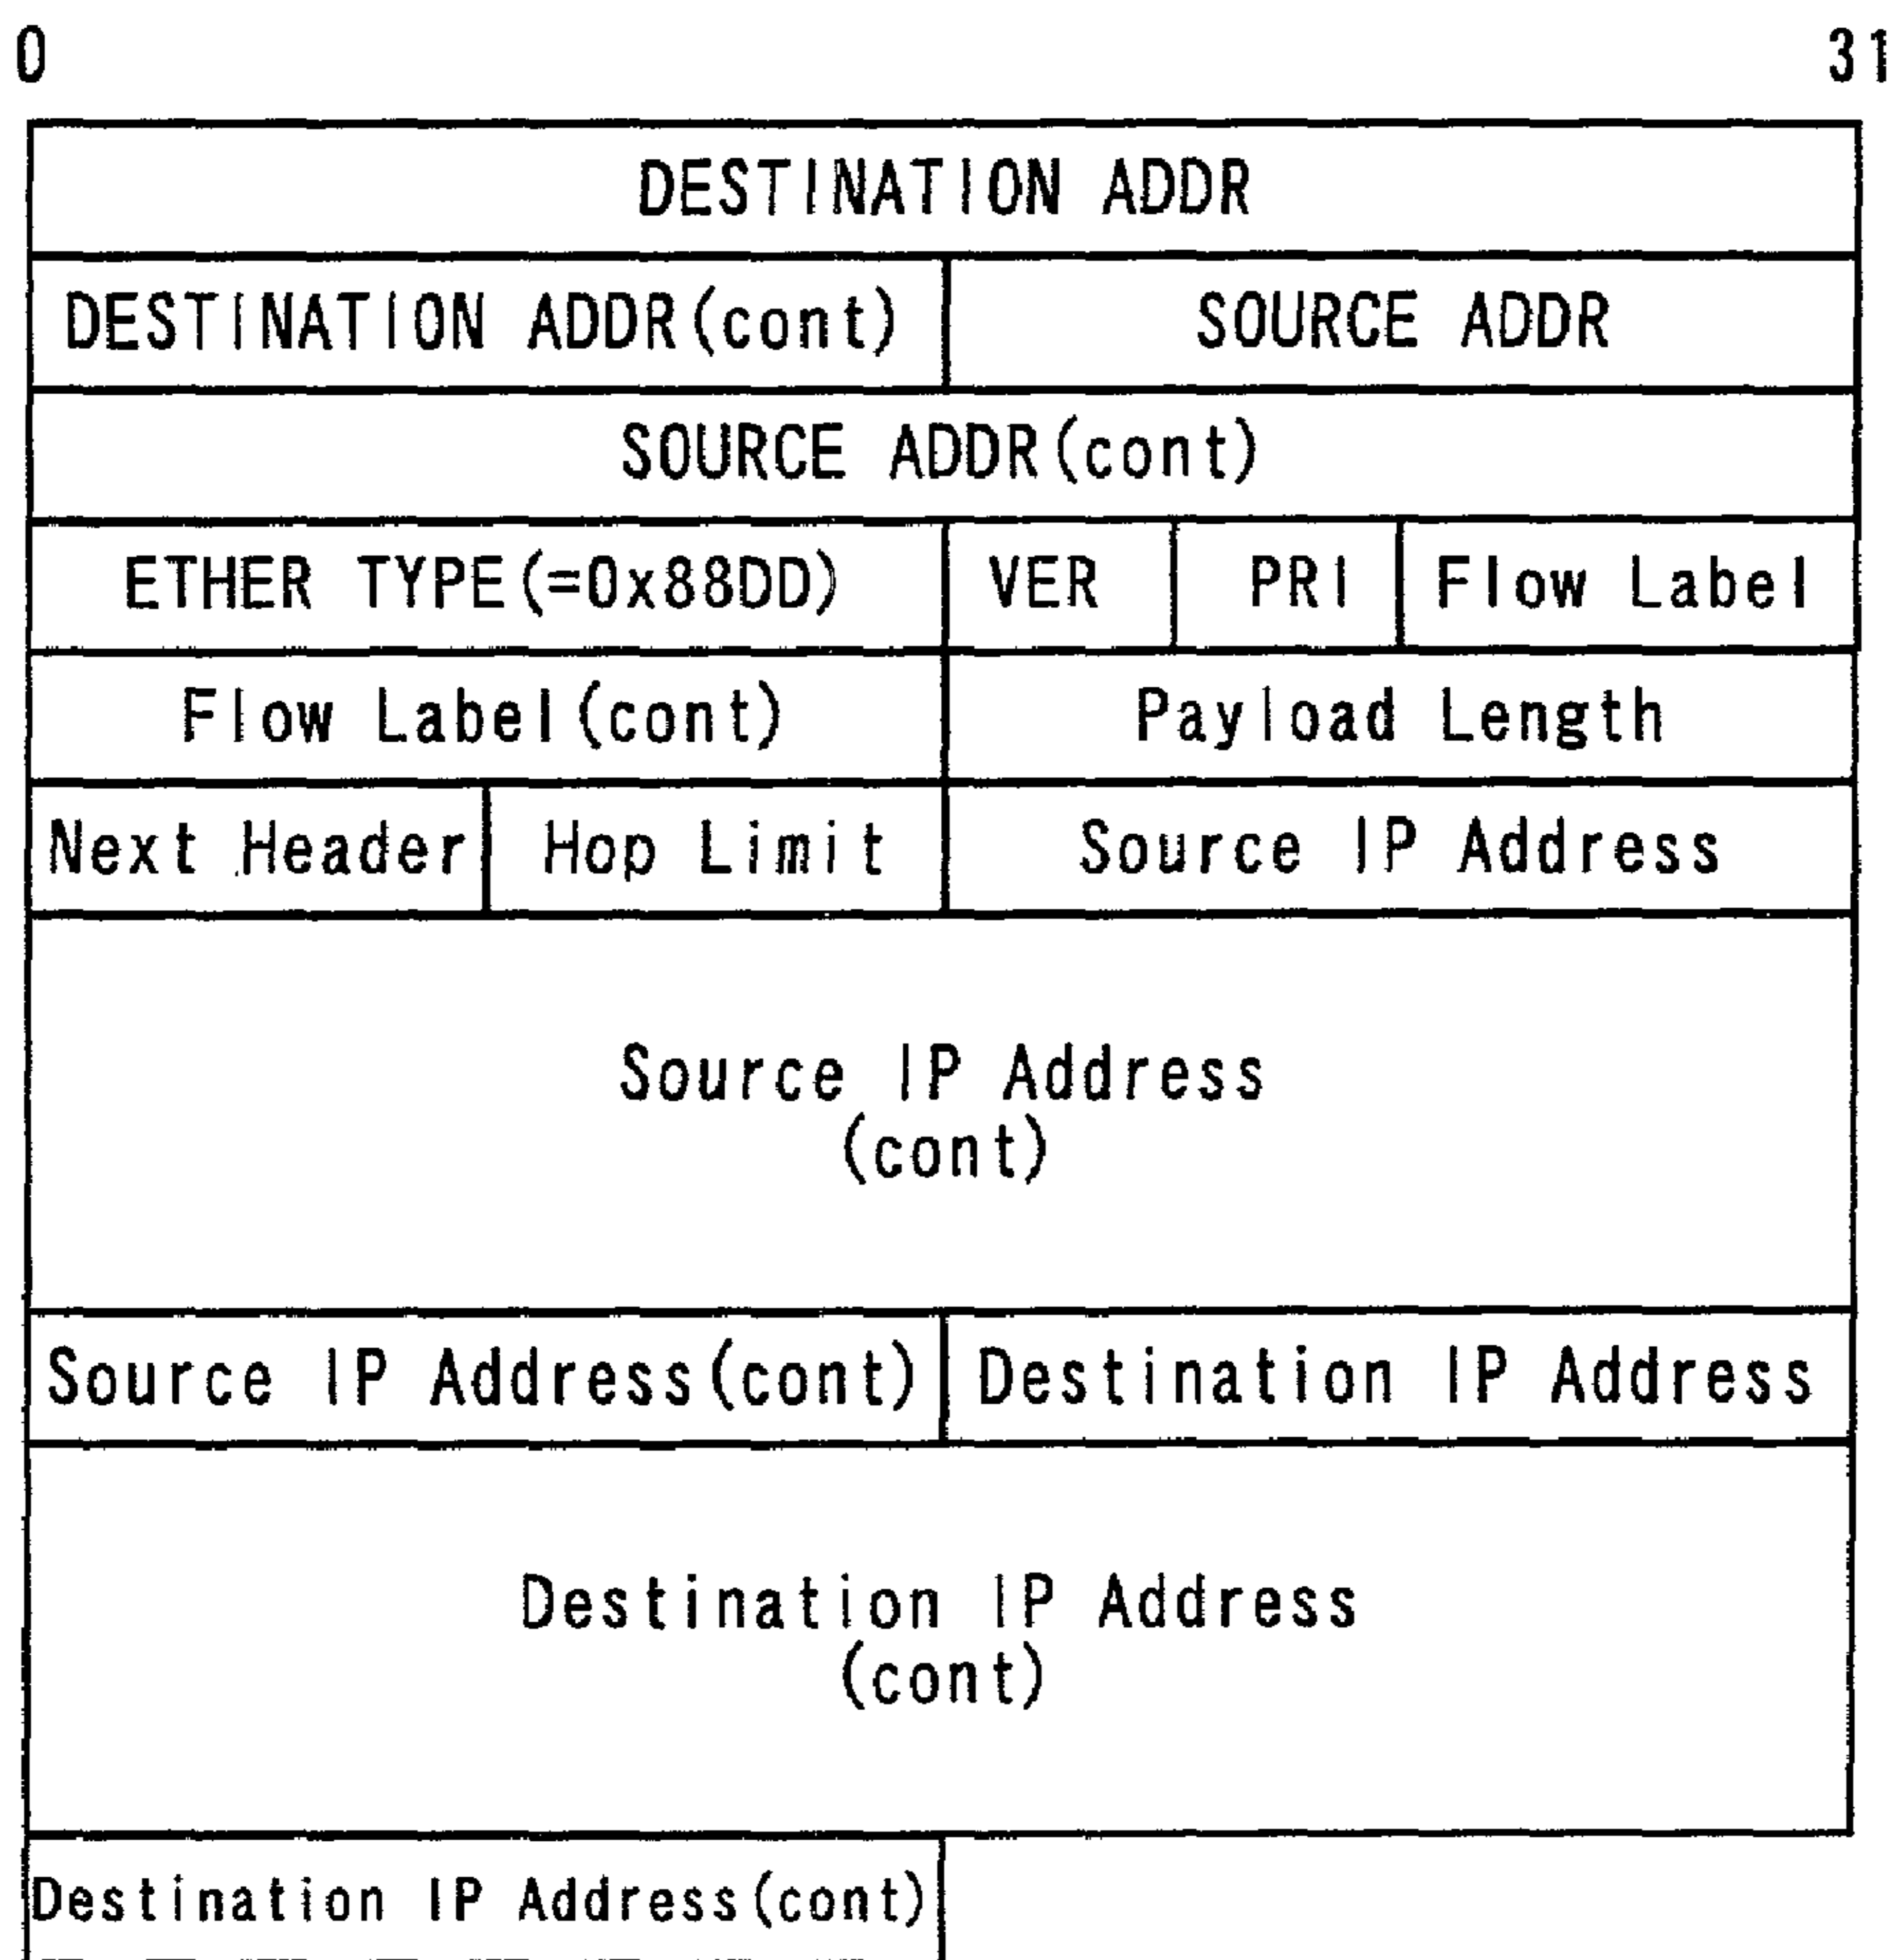 0 31
DESTINATION ADDR
DESTINATION ADDR(cont) SOURCE ADDR
SOURCE ADDR(cont)
ETHER TYPE(=0x88DD) VER PRI Flow Label
Flow Label(cont) Payload Length
Next Header Hop Limit Source IP Address
Source IP Address
(cont)
Source IP Address(cont) Destination IP Address
Destination IP Address
(cont)
Destination IP Address(cont)